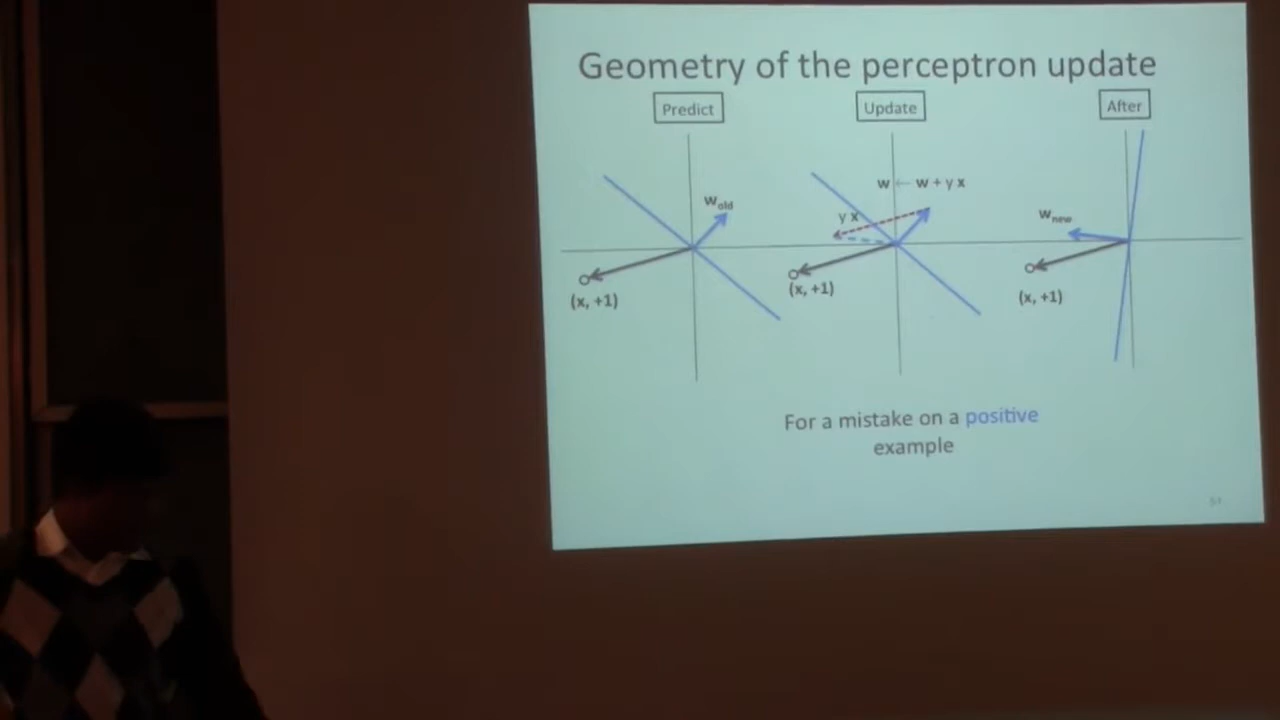 Geometry of the perceptron update
Predict
Update
After
w_old
w ← w + y x
y x
w_new
(x, +1)
(x, +1)
(x, +1)
For a mistake on a positive
example